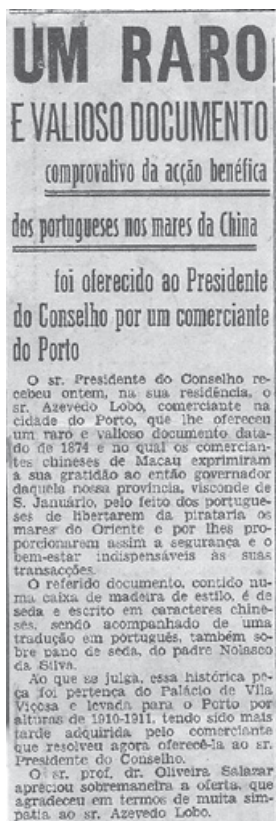 UM RARO
E VALIOSO DOCUMENTO
comprovativo da acção benéfica
dos portugueses nos mares da China
foi oferecido ao Presidente
do Conselho por um comerciante
do Porto
O sr. Presidente do Conselho re-
cebeu ontem, na sua residência, o
sr. Azevedo Lobo, comerciante na
cidade do Porto, que lhe ofereceu
um raro e valioso documento data-
do de 1874 e no qual os comercian-
tes chineses de Macau exprimiram
a sua gratidão ao então governador
daquela nossa província, visconde de
S. Januário, pelo feito dos portugue-
ses de libertarem da pirataria os
mares do Oriente e por lhes pro-
porcionarem assim a segurança e o
bem-estar indispensáveis às suas
transacções.
O referido documento, contido nu-
ma caixa de madeira de estilo, é de
seda e escrito em caracteres chine-
ses, sendo acompanhado de uma
tradução em português, também so-
bre pano de seda, do padre Nolasco
da Silva.
Ao que se julga, essa histórica pe-
ça foi pertença do Palácio de Vila
Viçosa e levada para o Porto por
alturas de 1910-1911, tendo sido mais
tarde adquirida pelo comerciante
que resolveu agora oferecê-la ao sr.
Presidente do Conselho.
O sr. prof. dr. Oliveira Salazar
apreciou sobremaneira a oferta, que
agradeceu em termos de muita sim-
patia ao sr. Azevedo Lobo.